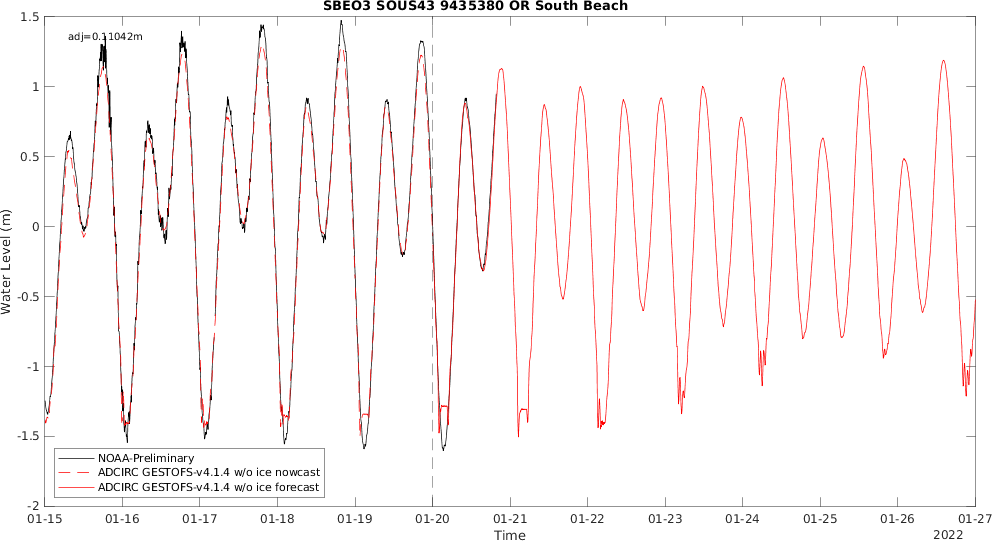 SBEO3 SOUS43 9435380 OR South Beach
adj=0.11042m
1.5
1
0.5
0
-0.5
-1
-1.5
-2
Water Level (m)
NOAA-Preliminary
ADCIRC GESTOFS-v4.1.4 w/o ice nowcast
ADCIRC GESTOFS-v4.1.4 w/o ice forecast
01-15 01-16 01-17 01-18 01-19 01-20 01-21 01-22 01-23 01-24 01-25 01-26 01-27
Time
2022